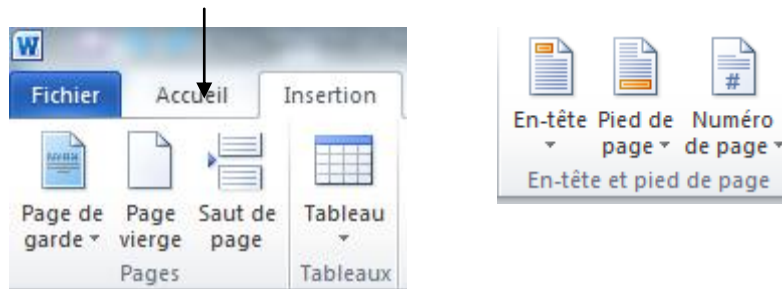 W
Fichier Accueil Insertion
Page de garde
Page vierge
Saut de page
Tableau
Pages
Tableaux
En-tête
Pied de page
Numéro de page
#
En-tête et pied de page